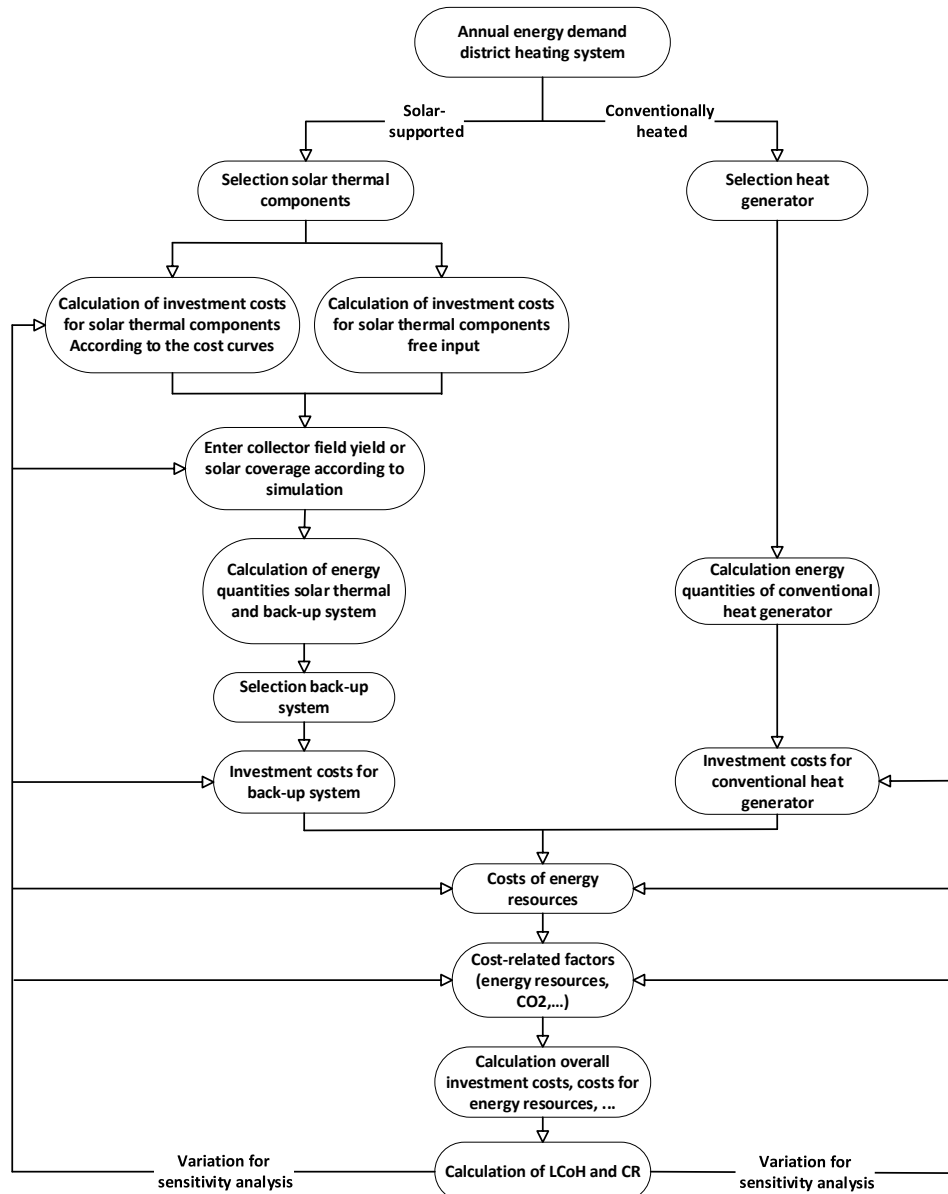 Annual energy demand
district heating system
Solar-
supported
Conventionally
heated
Selection solar thermal
components
Selection heat
generator
Calculation of investment costs
for solar thermal components
According to the cost curves
Calculation of investment costs
for solar thermal components
free input
Enter collector field yield or
solar coverage according to
simulation
Calculation of energy
quantities solar thermal
and back-up system
Calculation energy
quantities of conventional
heat generator
Selection back-up
system
Investment costs for
back-up system
Investment costs for
conventional heat
generator
Costs of energy
resources
Cost-related factors
(energy resources,
CO2,...)
Calculation overall
investment costs, costs for
energy resources, ...
Variation for
sensitivity analysis
Calculation of LCoH and CR
Variation for
sensitivity analysis